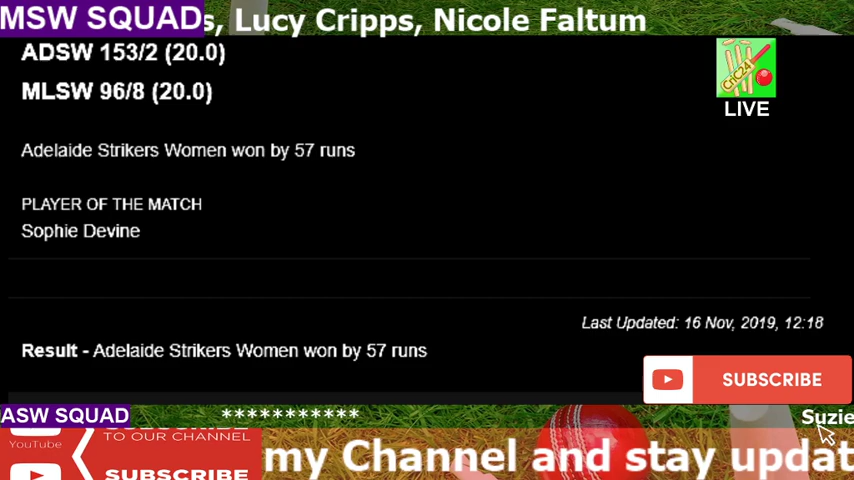 MSW SQUAD s, Lucy Cripps, Nicole Faltum
ADSW 153/2 (20.0)
MLSW 96/8 (20.0)
CriC24
LIVE
Adelaide Strikers Women won by 57 runs
PLAYER OF THE MATCH
Sophie Devine
Last Updated: 16 Nov, 2019, 12:18
Result - Adelaide Strikers Women won by 57 runs
SUBSCRIBE
ASW SQUAD *********** Suzie
YouTube
SUBSCRIBE
TO OUR CHANNEL
SUBSCRIBE
my Channel and stay updat